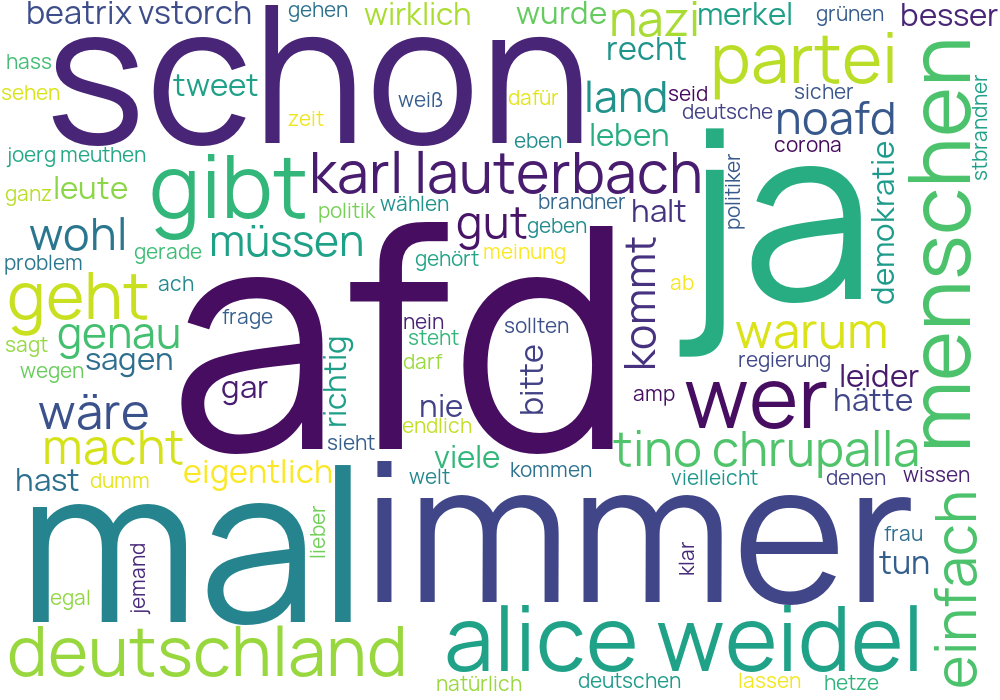 beatrix vstorch
gehen
wirklich
wurde
nazi
merkel
grünen
besser
schon
hass
sehen
tweet
zeit
weiß
dafür
recht
partei
land
seid
sicher
deutsche
noafd
menschen
stbrandner
eben
leben
corona
joerg meuthen
ganz
leute
gibt
karl lauterbach
ja
politiker
demokratie
politik
wählen
brandner
halt
gut
geben
wohl
gerade
müssen
gehört
meinung
kommt
ab
problem
ach
geht
afd
frage
nein
sollten
steht
genau
sagt
sagen
wegen
richtig
darf
bitte
warum
regierung
leider
gar
amp
wer
hätte
wäre
nie
endlich
macht
sieht
viele
tino chrupalla
hast
dumm
eigentlich
welt
kommen
vielleicht
denen
wissen
mal
immer
lieber
jemand
klar
frau
tun
einfach
egal
deutschland
alice weidel
natürlich
deutschen
lassen
hetze